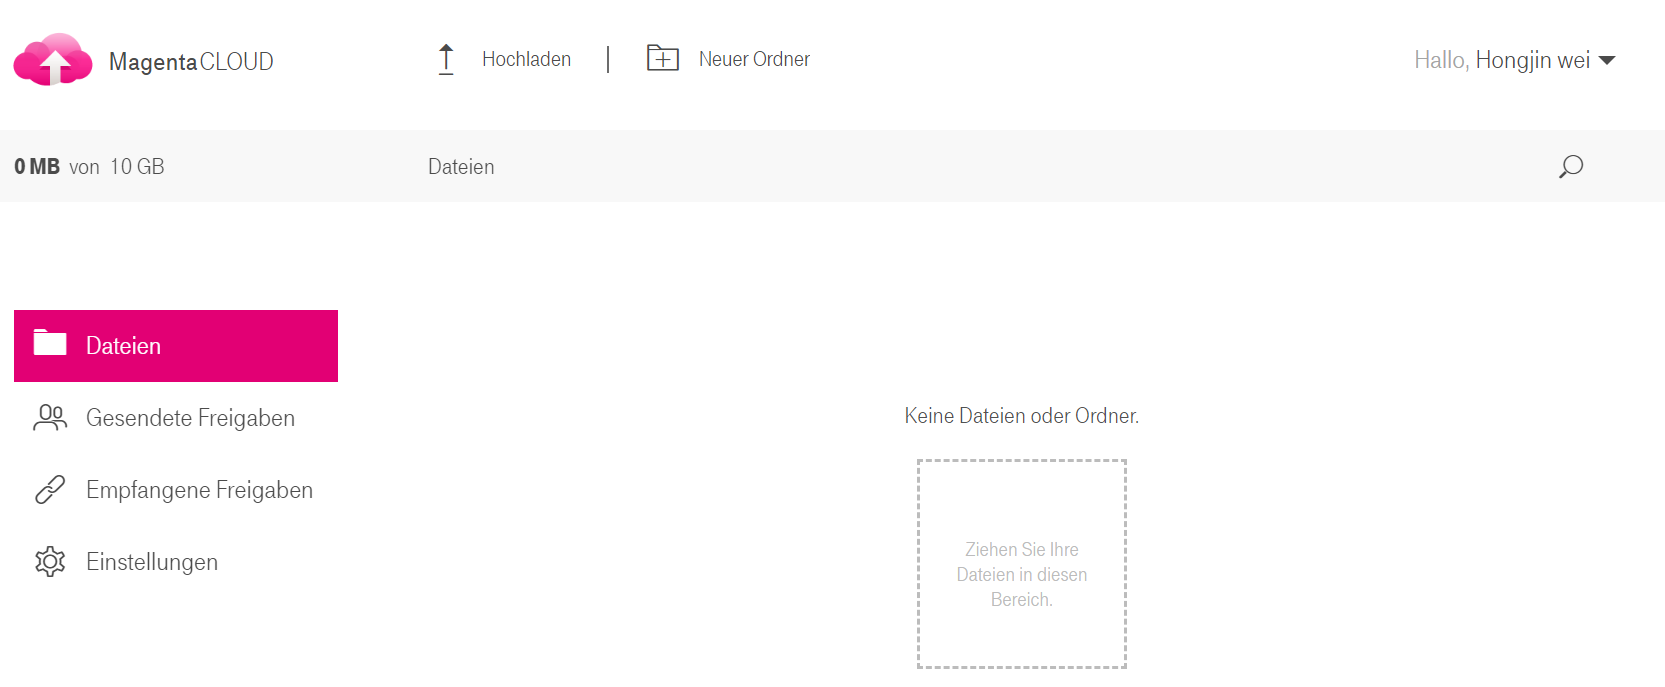 MagentaCLOUD
Hochladen
Neuer Ordner
Hallo, Hongjin wei
0 MB von 10 GB
Dateien
Dateien
Gesendete Freigaben
Empfangene Freigaben
Einstellungen
Keine Dateien oder Ordner.
Ziehen Sie Ihre
Dateien in diesen
Bereich.